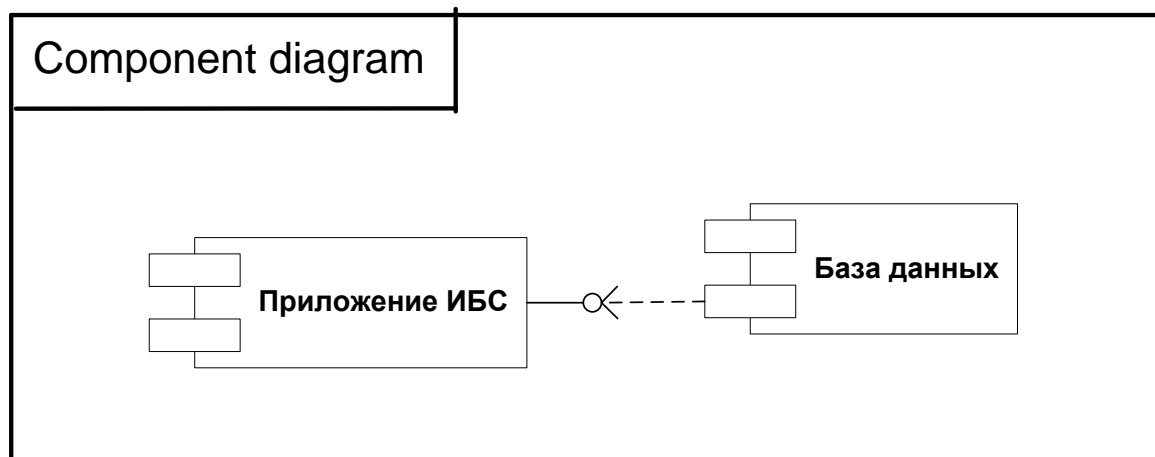 Component diagram
База данных
Приложение ИБС